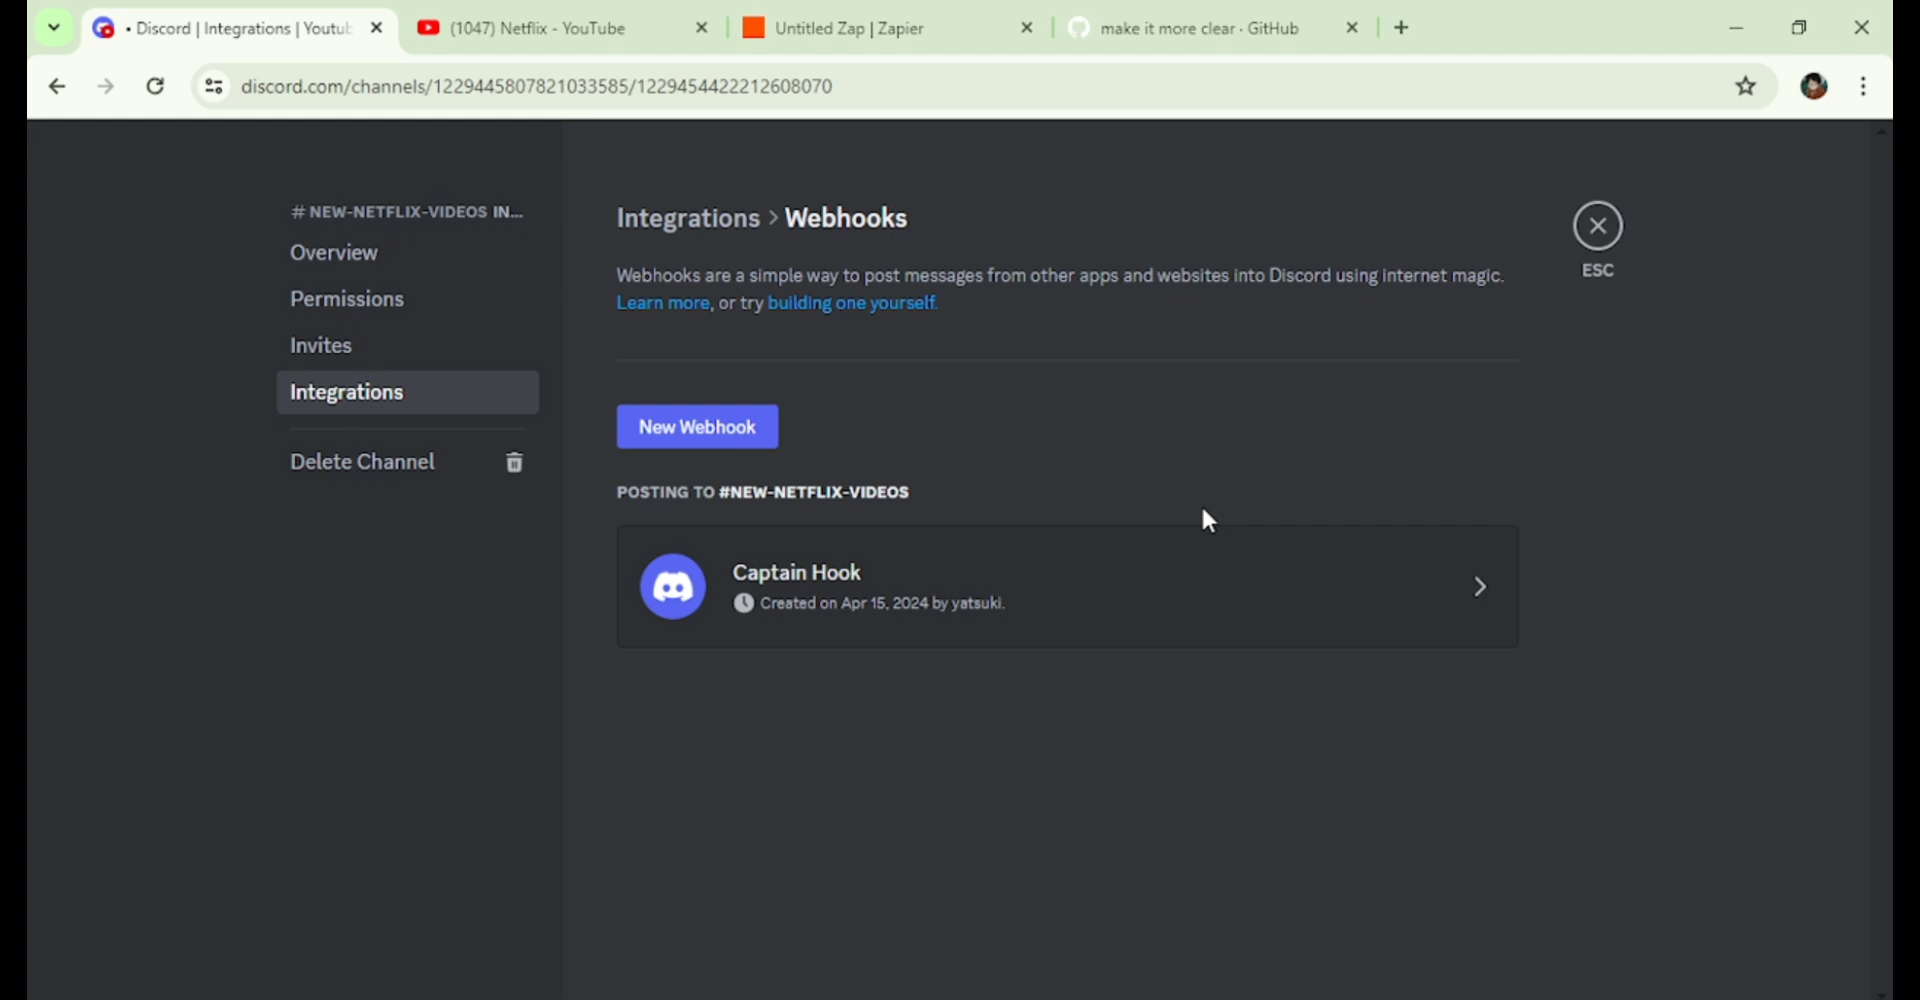 • Discord | Integrations | Youtub
(1047) Netflix - YouTube
Untitled Zap | Zapier
make it more clear · GitHub
discord.com/channels/1229445807821033585/1229454422212608070
# NEW-NETFLIX-VIDEOS IN...
Overview
Permissions
Invites
Integrations
Delete Channel
Integrations > Webhooks
Webhooks are a simple way to post messages from other apps and websites into Discord using internet magic.
Learn more, or try building one yourself.
ESC
New Webhook
POSTING TO #NEW-NETFLIX-VIDEOS
Captain Hook
Created on Apr 15, 2024 by yatsuki.